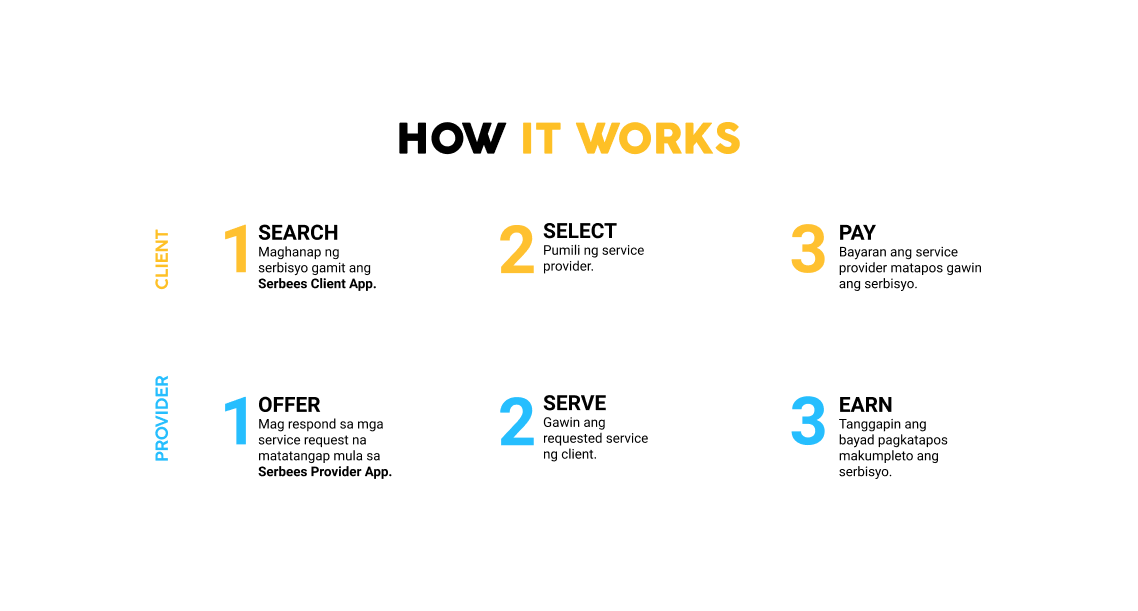 HOW IT WORKS
CLIENT
1
SEARCH
Maghanap ng
serbisyo gamit ang
Serbees Client App.
2
SELECT
Pumili ng service
provider.
3
PAY
Bayaran ang service
provider matapos gawin
ang serbisyo.
PROVIDER
1
OFFER
Mag respond sa mga
service request na
matatangap mula sa
Serbees Provider App.
2
SERVE
Gawin ang
requested service
ng client.
3
EARN
Tanggapin ang
bayad pagkatapos
makumpleto ang
serbisyo.